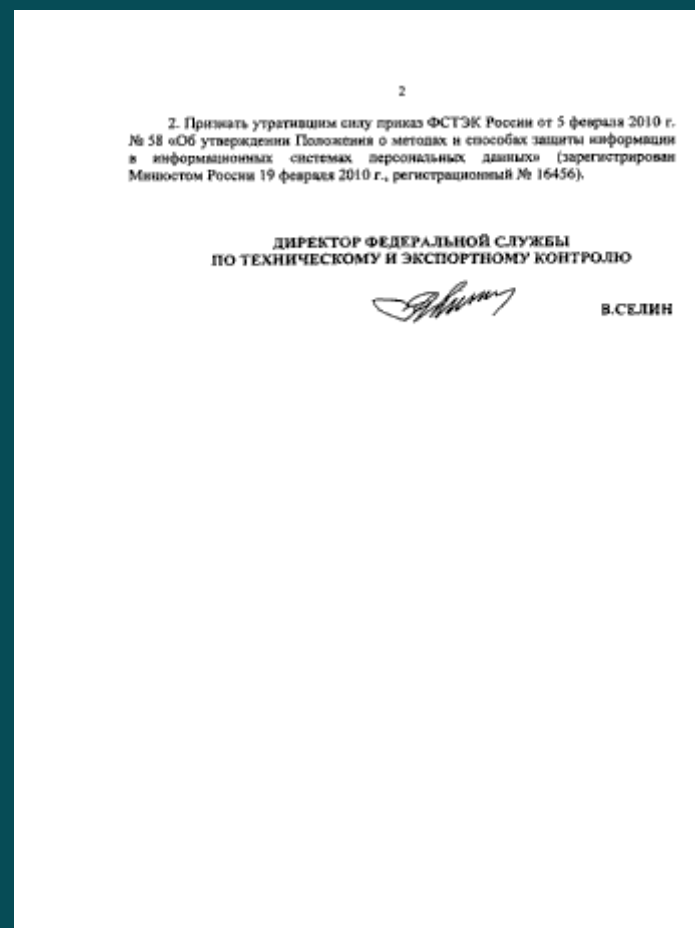 2
2. Признать утратившим силу приказ ФСТЭК России от 5 февраля 2010 г.
№ 58 «Об утверждении Положения о методах и способах защиты информации
в информационных системах персональных данных» (зарегистрирован
Минюстом России 19 февраля 2010 г., регистрационный № 16456).
ДИРЕКТОР ФЕДЕРАЛЬНОЙ СЛУЖБЫ
ПО ТЕХНИЧЕСКОМУ И ЭКСПОРТНОМУ КОНТРОЛЮ
В.СЕЛИН